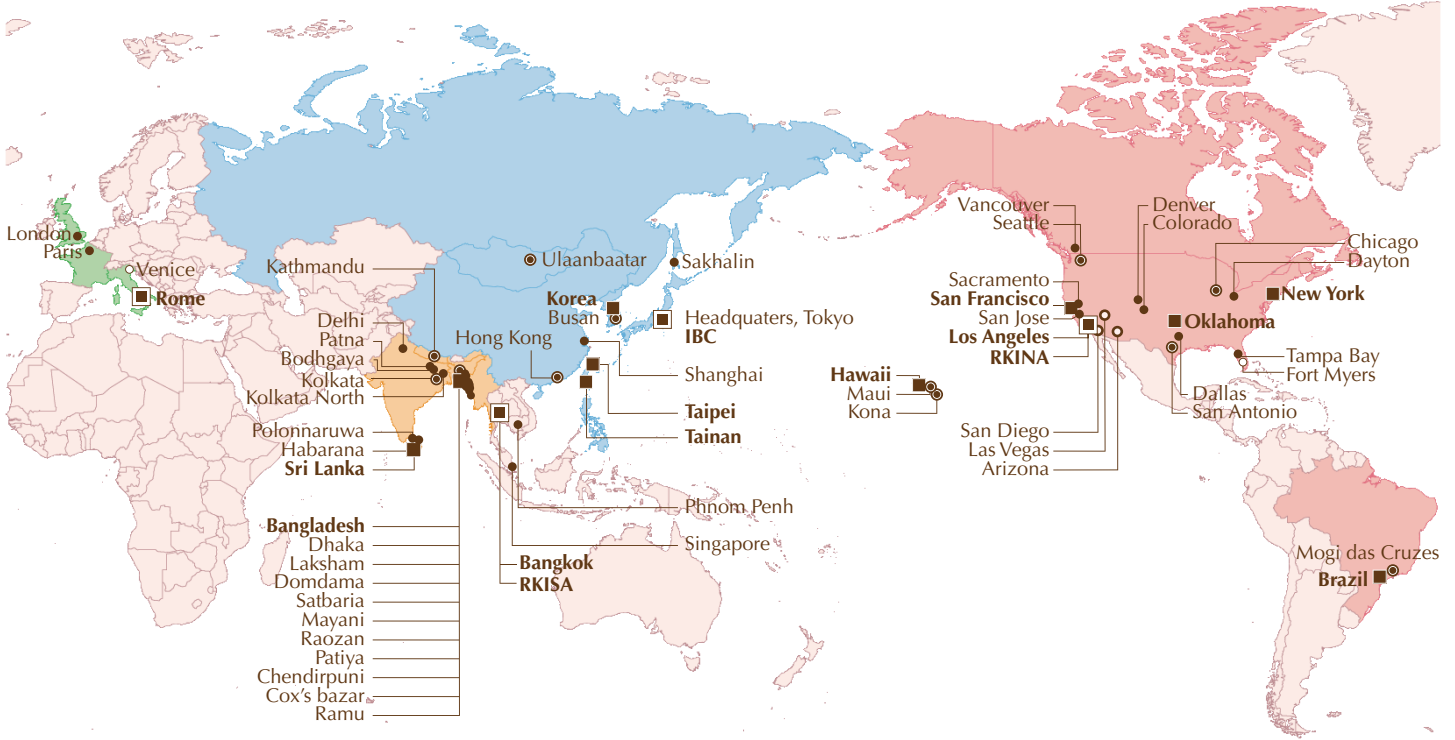 London
Paris
Venice
Rome
Kathmandu
Delhi
Patna
Bodhgaya
Kolkata
Kolkata North
Polonnaruwa
Habarana
Sri Lanka
Bangladesh
Dhaka
Laksham
Domdama
Satbaria
Mayani
Raozan
Patiya
Chendirpuni
Cox's bazar
Ramu
Ulaanbaatar
Sakhalin
Korea
Busan
Headquaters, Tokyo
IBC
Hong Kong
Shanghai
Taipei
Tainan
Phnom Penh
Singapore
Bangkok
RKISA
Hawaii
Maui
Kona
Vancouver
Seattle
Sacramento
San Francisco
San Jose
Los Angeles
RKINA
San Diego
Las Vegas
Arizona
Denver
Colorado
Chicago
Dayton
New York
Oklahoma
Tampa Bay
Fort Myers
Dallas
San Antonio
Mogi das Cruzes
Brazil